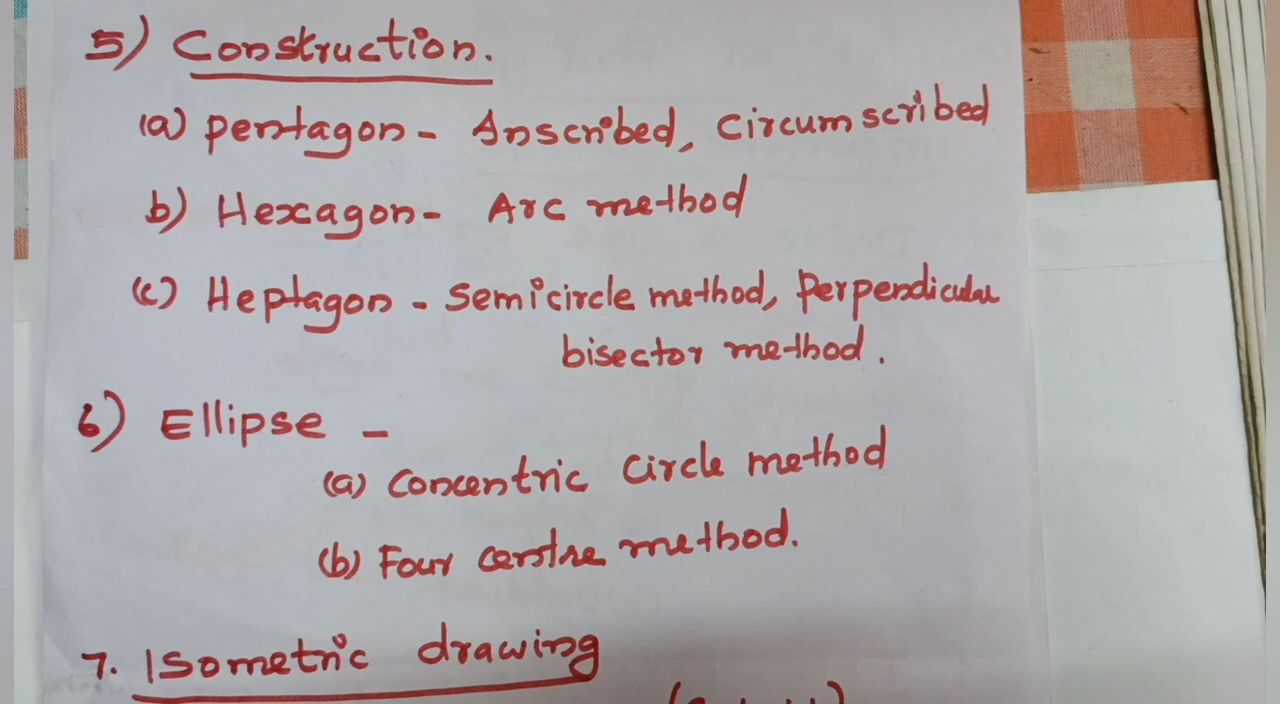 5) Construction.
(a) pentagon - Inscribed, Circumscribed
b) Hexagon - Arc method
(c) Heptagon - Semicircle method, Perpendicular
bisector method.
6) Ellipse -
(a) Concentric Circle method
(b) Four centre method.
7. Isometric drawing